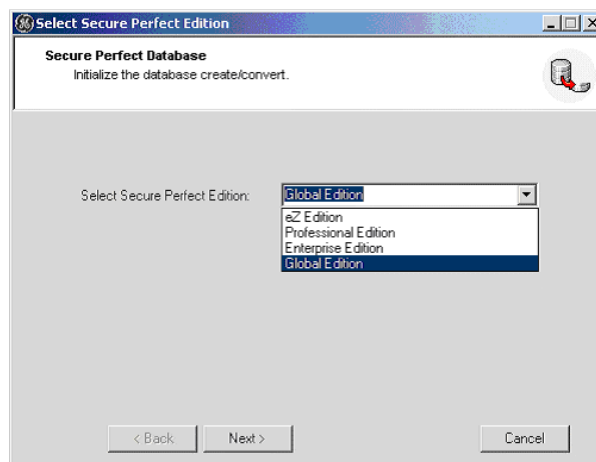 Select Secure Perfect Edition
Secure Perfect Database
Initialize the database create/convert.
Select Secure Perfect Edition:
Global Edition
eZ Edition
Professional Edition
Enterprise Edition
Global Edition
< Back
Next >
Cancel